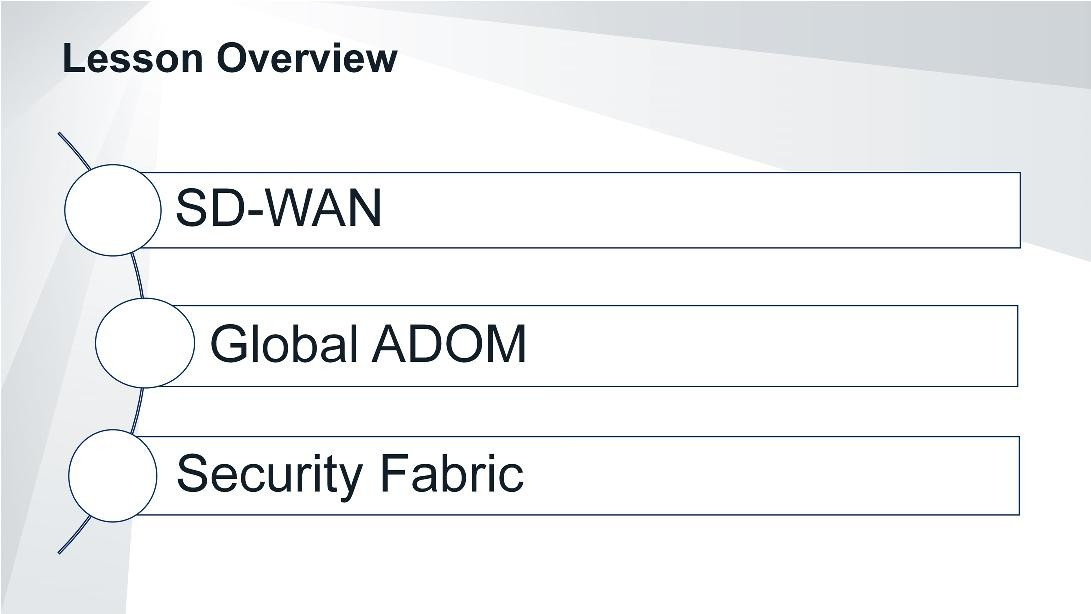 Lesson Overview
SD-WAN
Global ADOM
Security Fabric